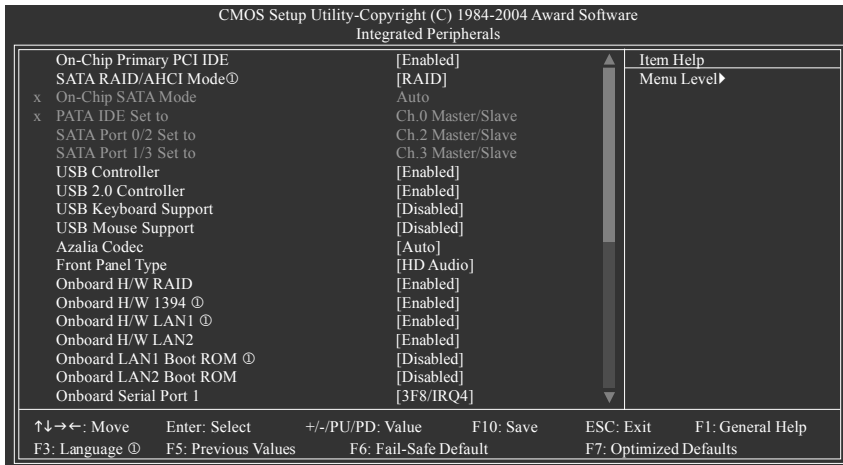 CMOS Setup Utility-Copyright (C) 1984-2004 Award Software
Integrated Peripherals
On-Chip Primary PCI IDE [Enabled]
SATA RAID/AHCI Mode① [RAID]
x On-Chip SATA Mode Auto
x PATA IDE Set to Ch.0 Master/Slave
SATA Port 0/2 Set to Ch.2 Master/Slave
SATA Port 1/3 Set to Ch.3 Master/Slave
USB Controller [Enabled]
USB 2.0 Controller [Enabled]
USB Keyboard Support [Disabled]
USB Mouse Support [Disabled]
Azalia Codec [Auto]
Front Panel Type [HD Audio]
Onboard H/W RAID [Enabled]
Onboard H/W 1394 ① [Enabled]
Onboard H/W LAN1 ① [Enabled]
Onboard H/W LAN2 [Enabled]
Onboard LAN1 Boot ROM ① [Disabled]
Onboard LAN2 Boot ROM [Disabled]
Onboard Serial Port 1 [3F8/IRQ4]
Item Help
Menu Level▶
↑↓→←: Move Enter: Select +/-/PU/PD: Value F10: Save ESC: Exit F1: General Help
F3: Language ① F5: Previous Values F6: Fail-Safe Default F7: Optimized Defaults